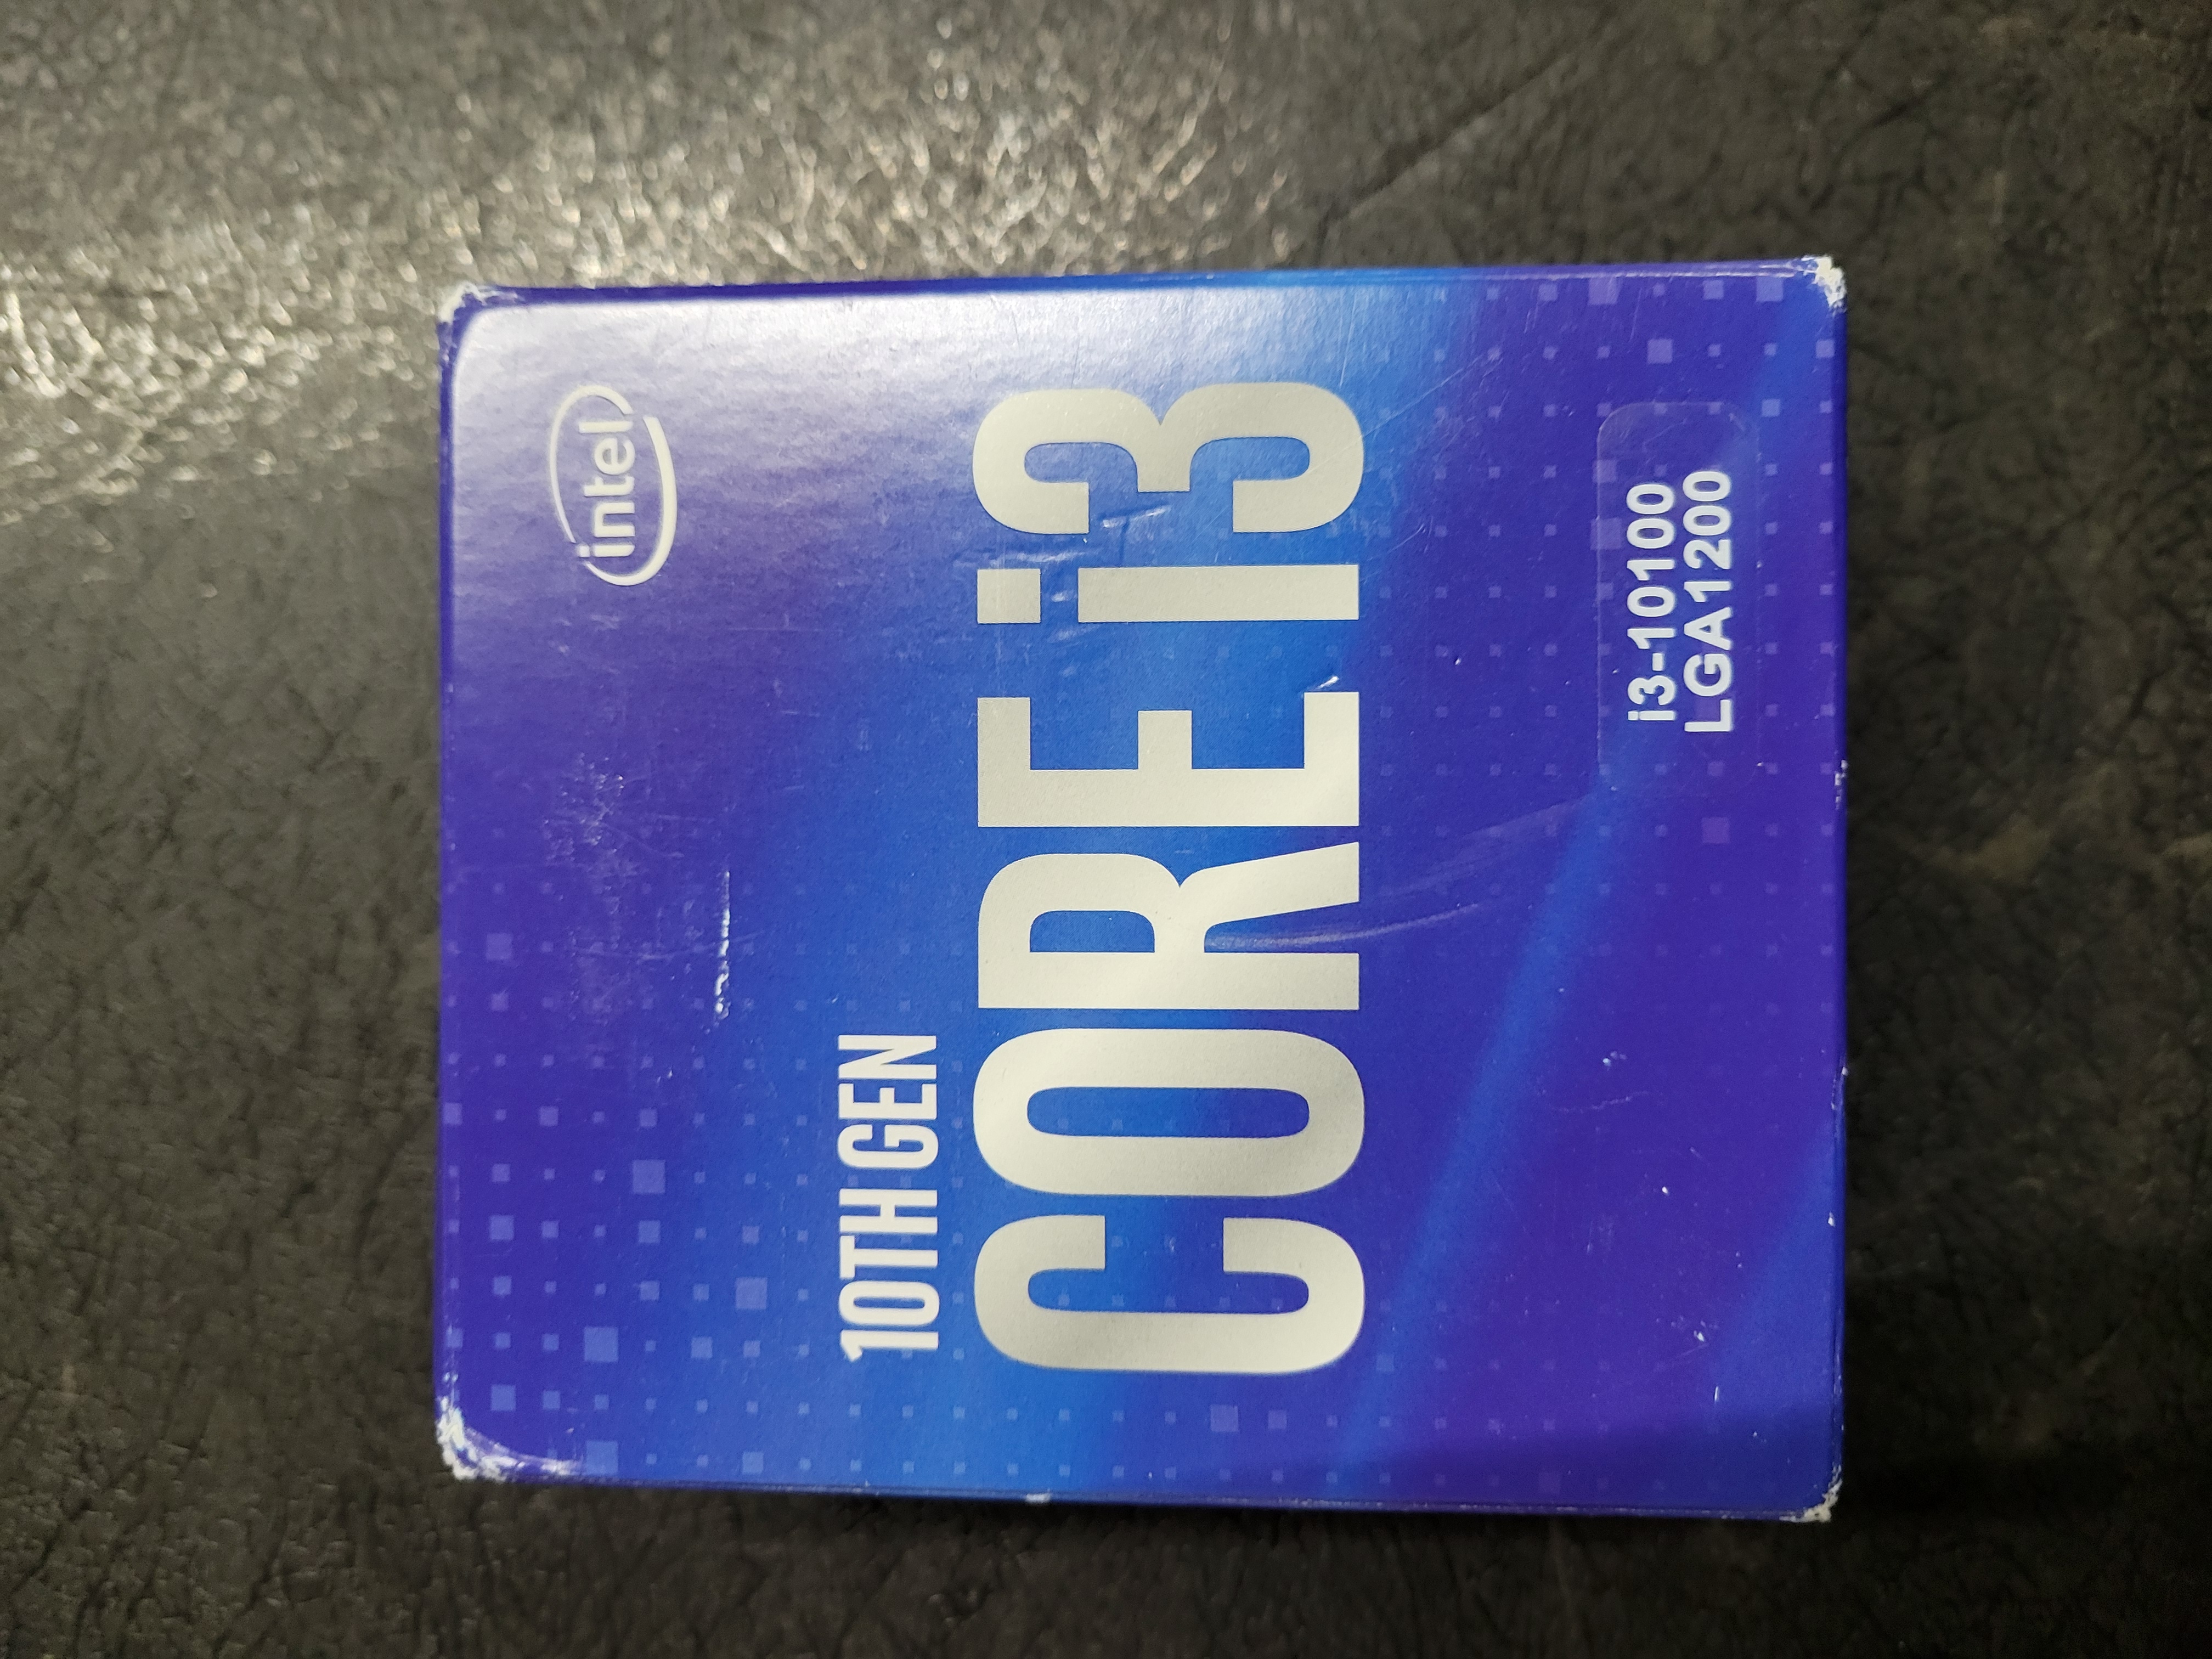 intel
10TH GEN
CORE i3
i3-10100
LGA1200